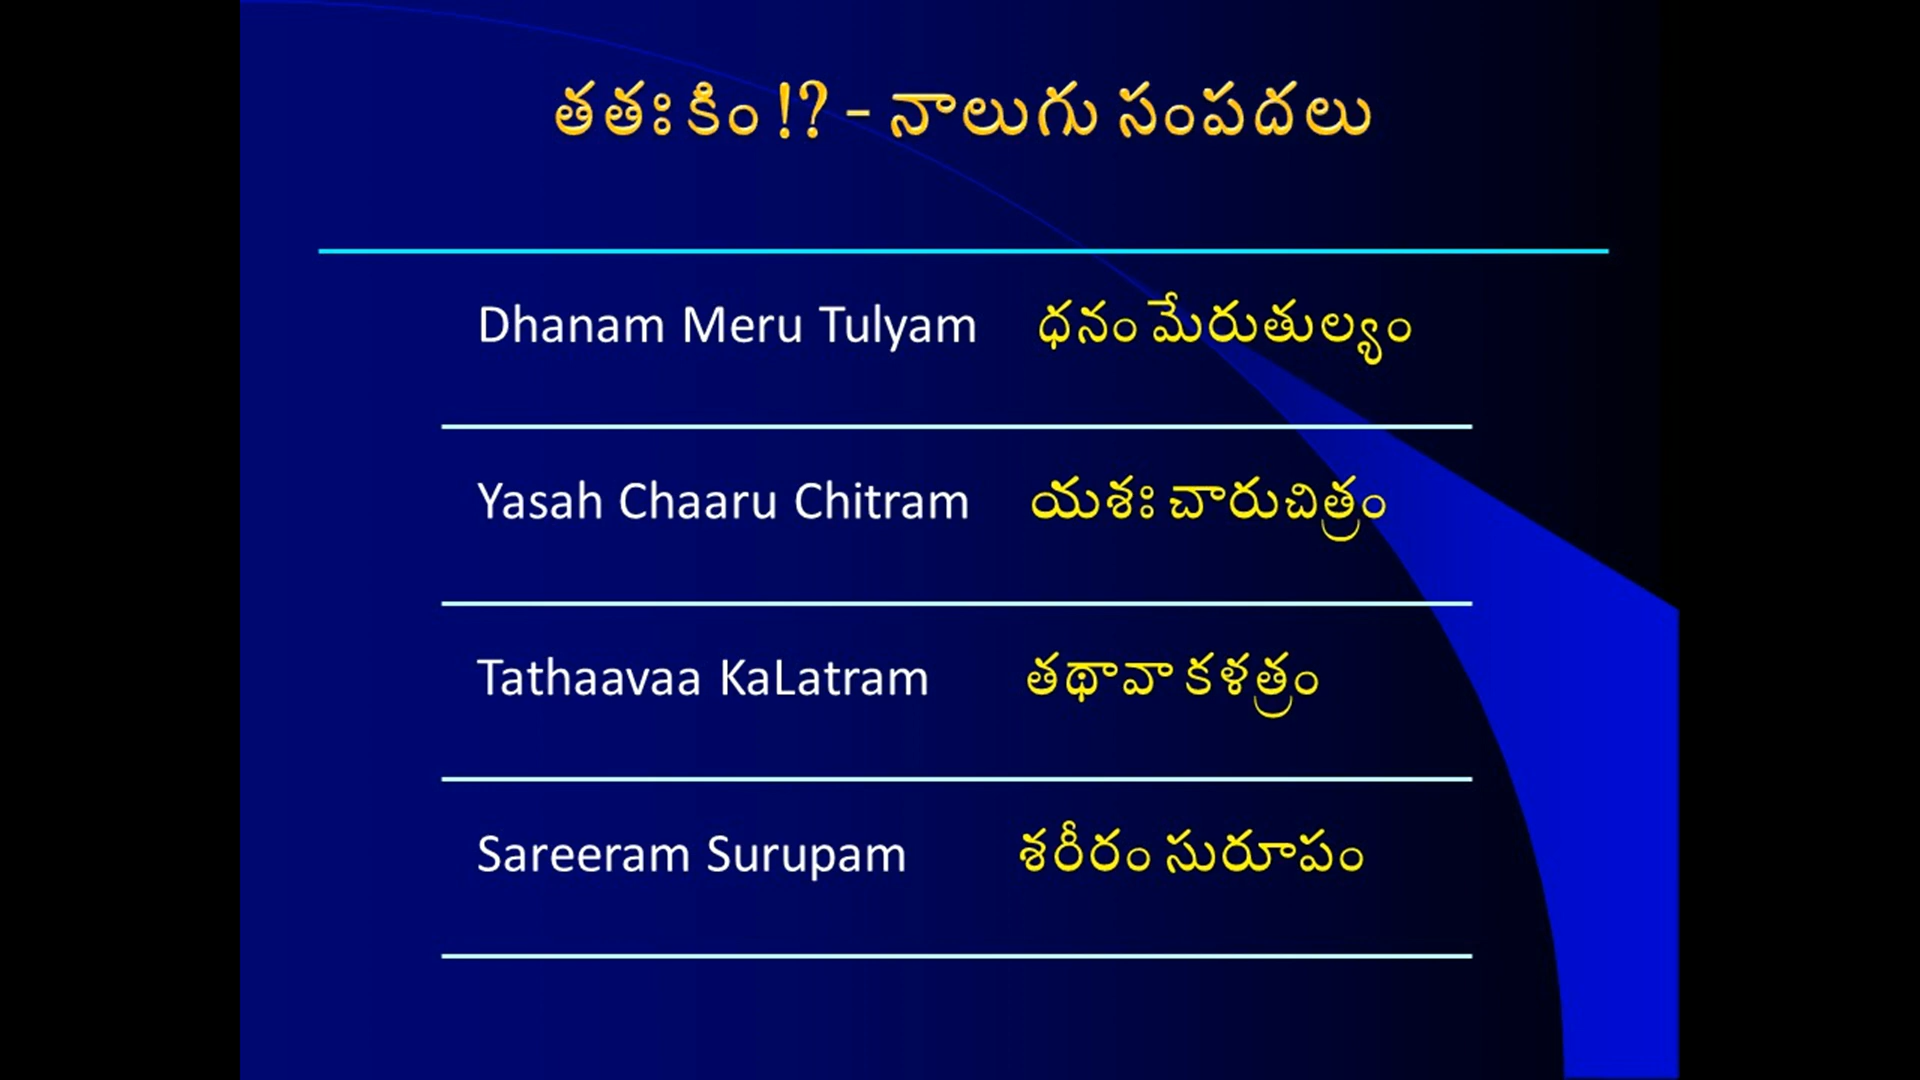 తతః కిం !? - నాలుగు సంపదలు
Dhanam Meru Tulyam ధనం మేరుతుల్యం
Yasah Chaaru Chitram యశః చారుచిత్రం
Tathaavaa KaLatram తథావా కళత్రం
Sareeram Surupam శరీరం సురూపం